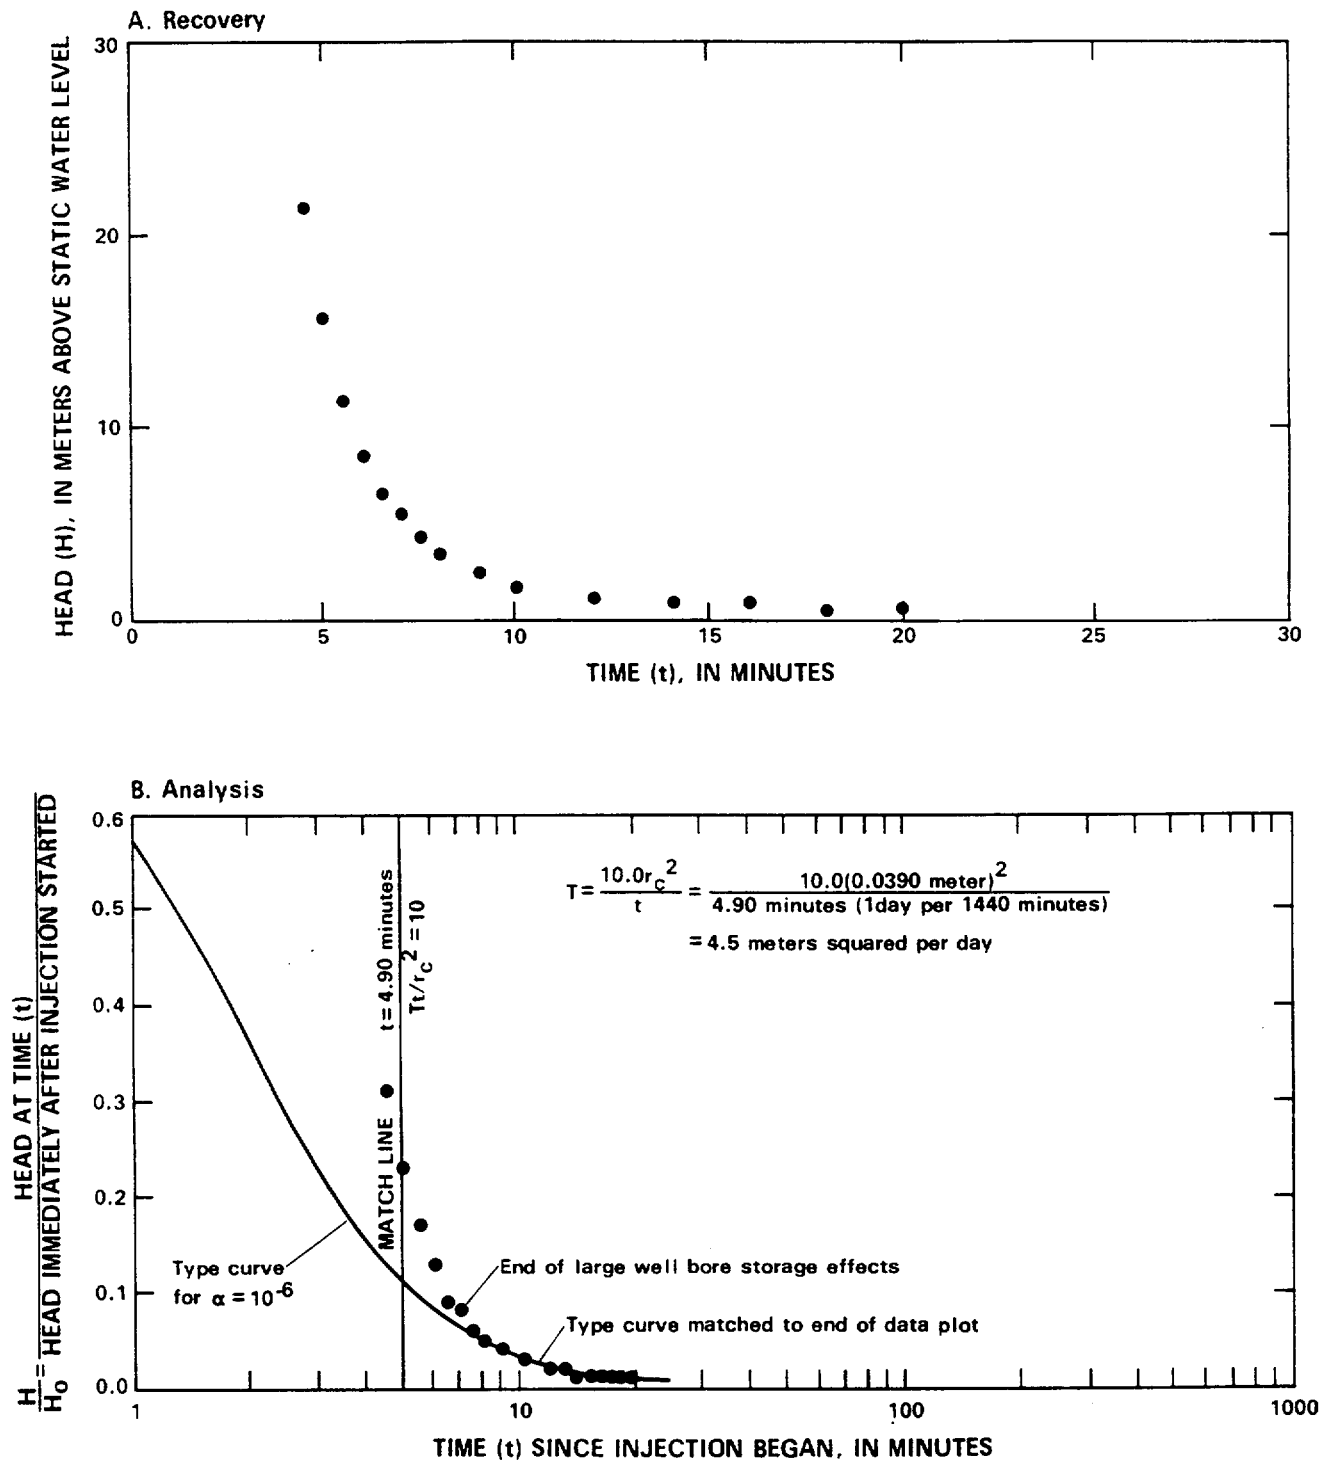 A. Recovery
HEAD (H), IN METERS ABOVE STATIC WATER LEVEL
30
20
10
0
0 5 10 15 20 25 30
TIME (t), IN MINUTES
B. Analysis
H/H₀ = HEAD AT TIME (t) / HEAD IMMEDIATELY AFTER INJECTION STARTED
0.6
0.5
0.4
0.3
0.2
0.1
0.0
t = 4.90 minutes
Tt/r_c² = 10
MATCH LINE
T = 10.0r_c²/t = 10.0(0.0390 meter)² / 4.90 minutes (1day per 1440 minutes)
= 4.5 meters squared per day
Type curve
for α = 10⁻⁶
End of large well bore storage effects
Type curve matched to end of data plot
1 10 100 1000
TIME (t) SINCE INJECTION BEGAN, IN MINUTES